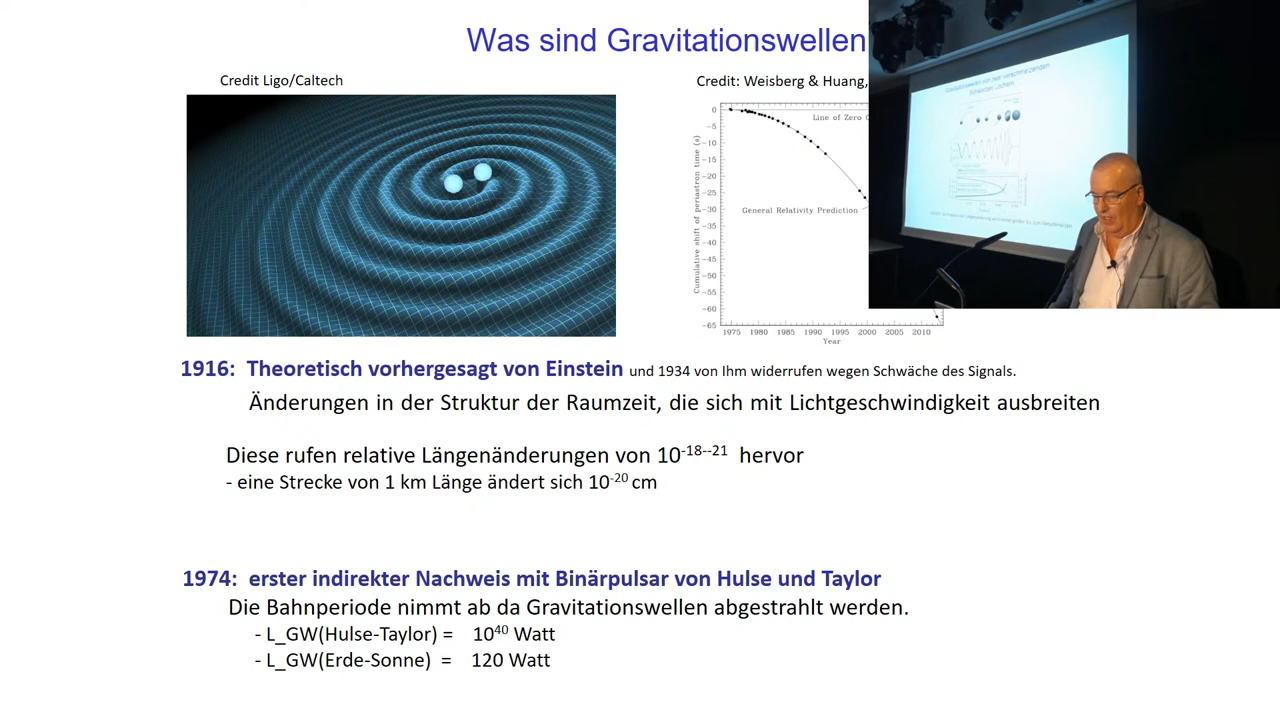 Was sind Gravitationswellen
Credit Ligo/Caltech
Credit: Weisberg & Huang,
0
-5
-10
-15
-20
-25
-30
-35
-40
-45
-50
-55
-60
-65
Cumulative shift of periastron time (s)
Line of Zero
General Relativity Prediction
1975 1980 1985 1990 1995 2000 2005 2010
Year
Gravitationswellen von zwei verschmelzenden
Schwarzen Löchern
1916: Theoretisch vorhergesagt von Einstein und 1934 von Ihm widerrufen wegen Schwäche des Signals.
Änderungen in der Struktur der Raumzeit, die sich mit Lichtgeschwindigkeit ausbreiten
Diese rufen relative Längenänderungen von 10⁻¹⁸⁻⁻²¹ hervor
- eine Strecke von 1 km Länge ändert sich 10⁻²⁰ cm
1974: erster indirekter Nachweis mit Binärpulsar von Hulse und Taylor
Die Bahnperiode nimmt ab da Gravitationswellen abgestrahlt werden.
- L_GW(Hulse-Taylor) = 10⁴⁰ Watt
- L_GW(Erde-Sonne) = 120 Watt